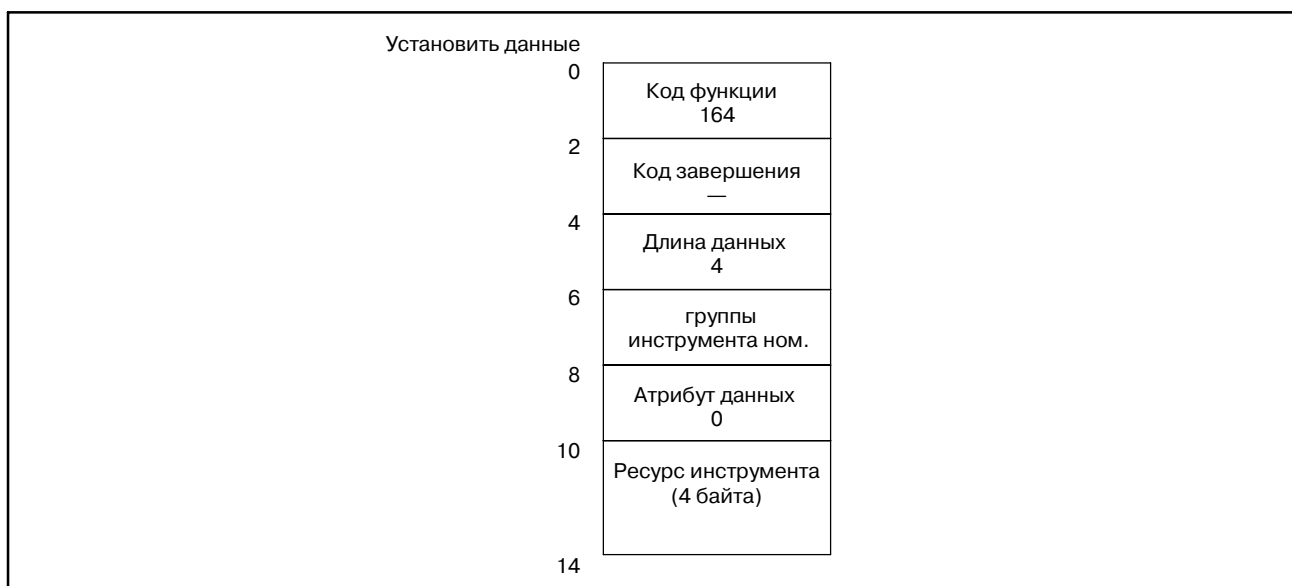 Установить данные
0
Код функции
164
2
Код завершения
—
4
Длина данных
4
6
группы
инструмента ном.
8
Атрибут данных
0
10
Ресурс инструмента
(4 байта)
14